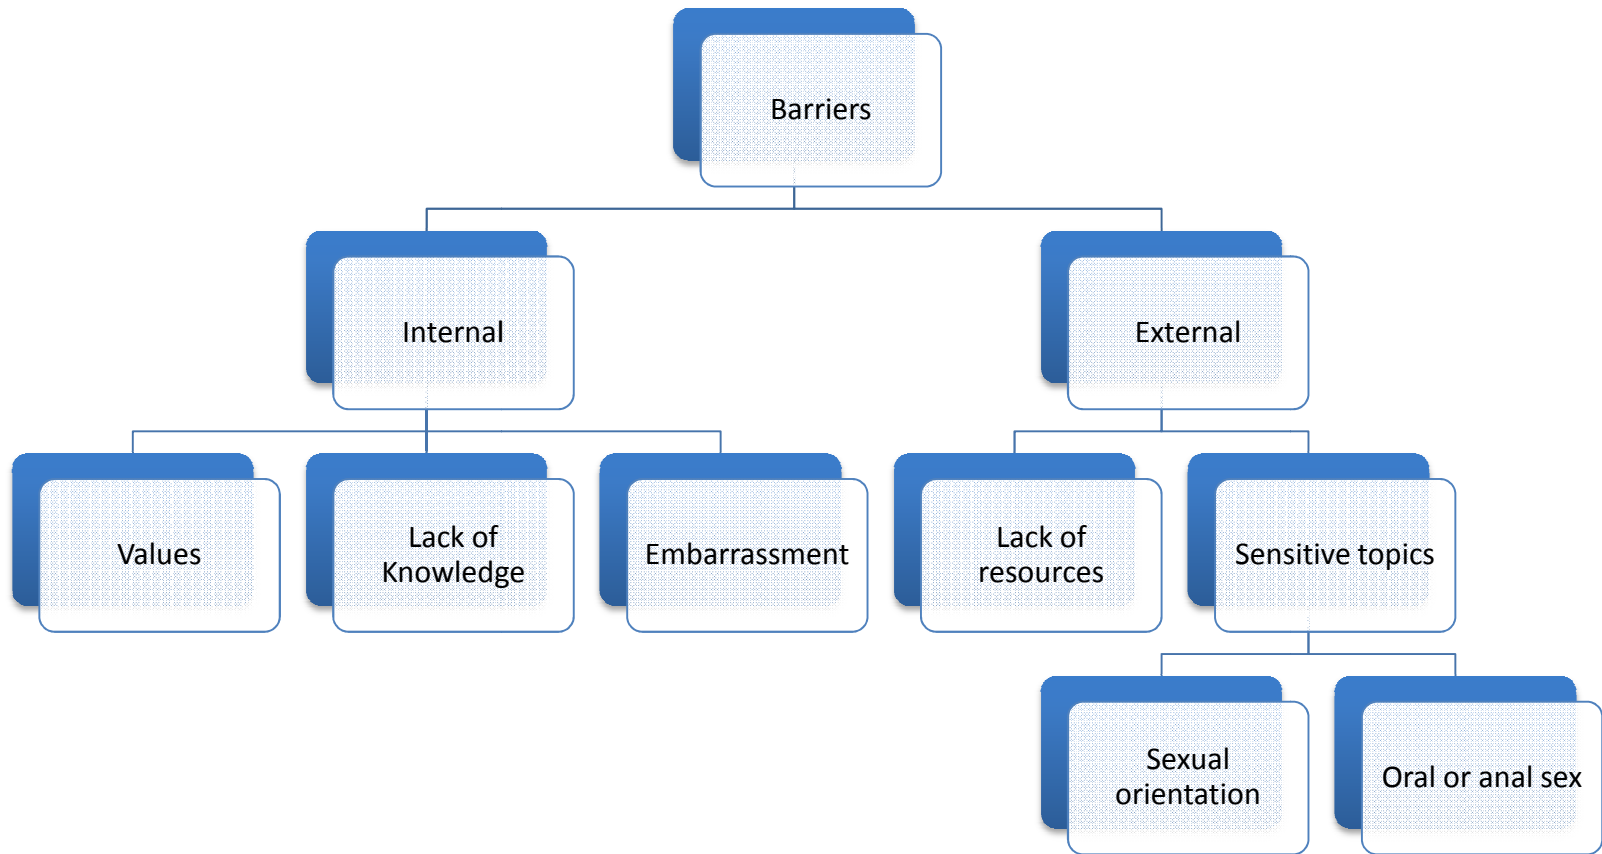 Barriers
Internal
External
Values
Lack of
Knowledge
Embarrassment
Lack of
resources
Sensitive topics
Sexual
orientation
Oral or anal sex